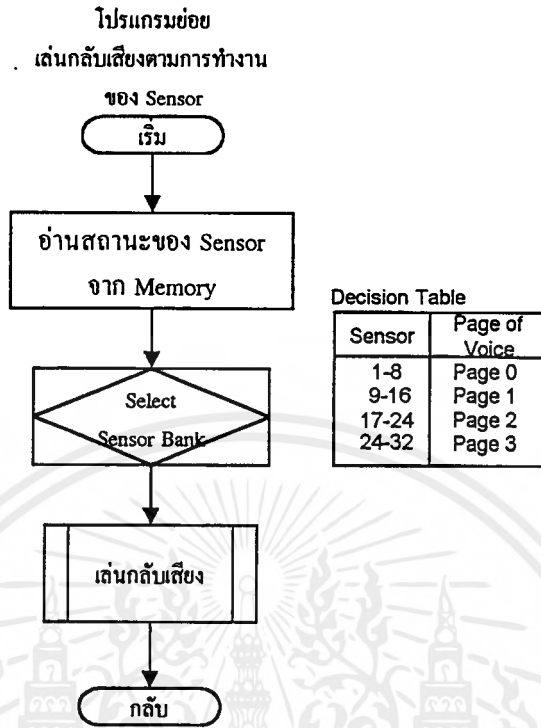 โปรแกรมย่อย
เล่นกลับเสียงตามการทำงาน
ของ Sensor
เริ่ม
อ่านสถานะของ Sensor
จาก Memory
Select
Sensor Bank
เล่นกลับเสียง
กลับ
Decision Table
Sensor Page of Voice
1-8 Page 0
9-16 Page 1
17-24 Page 2
24-32 Page 3